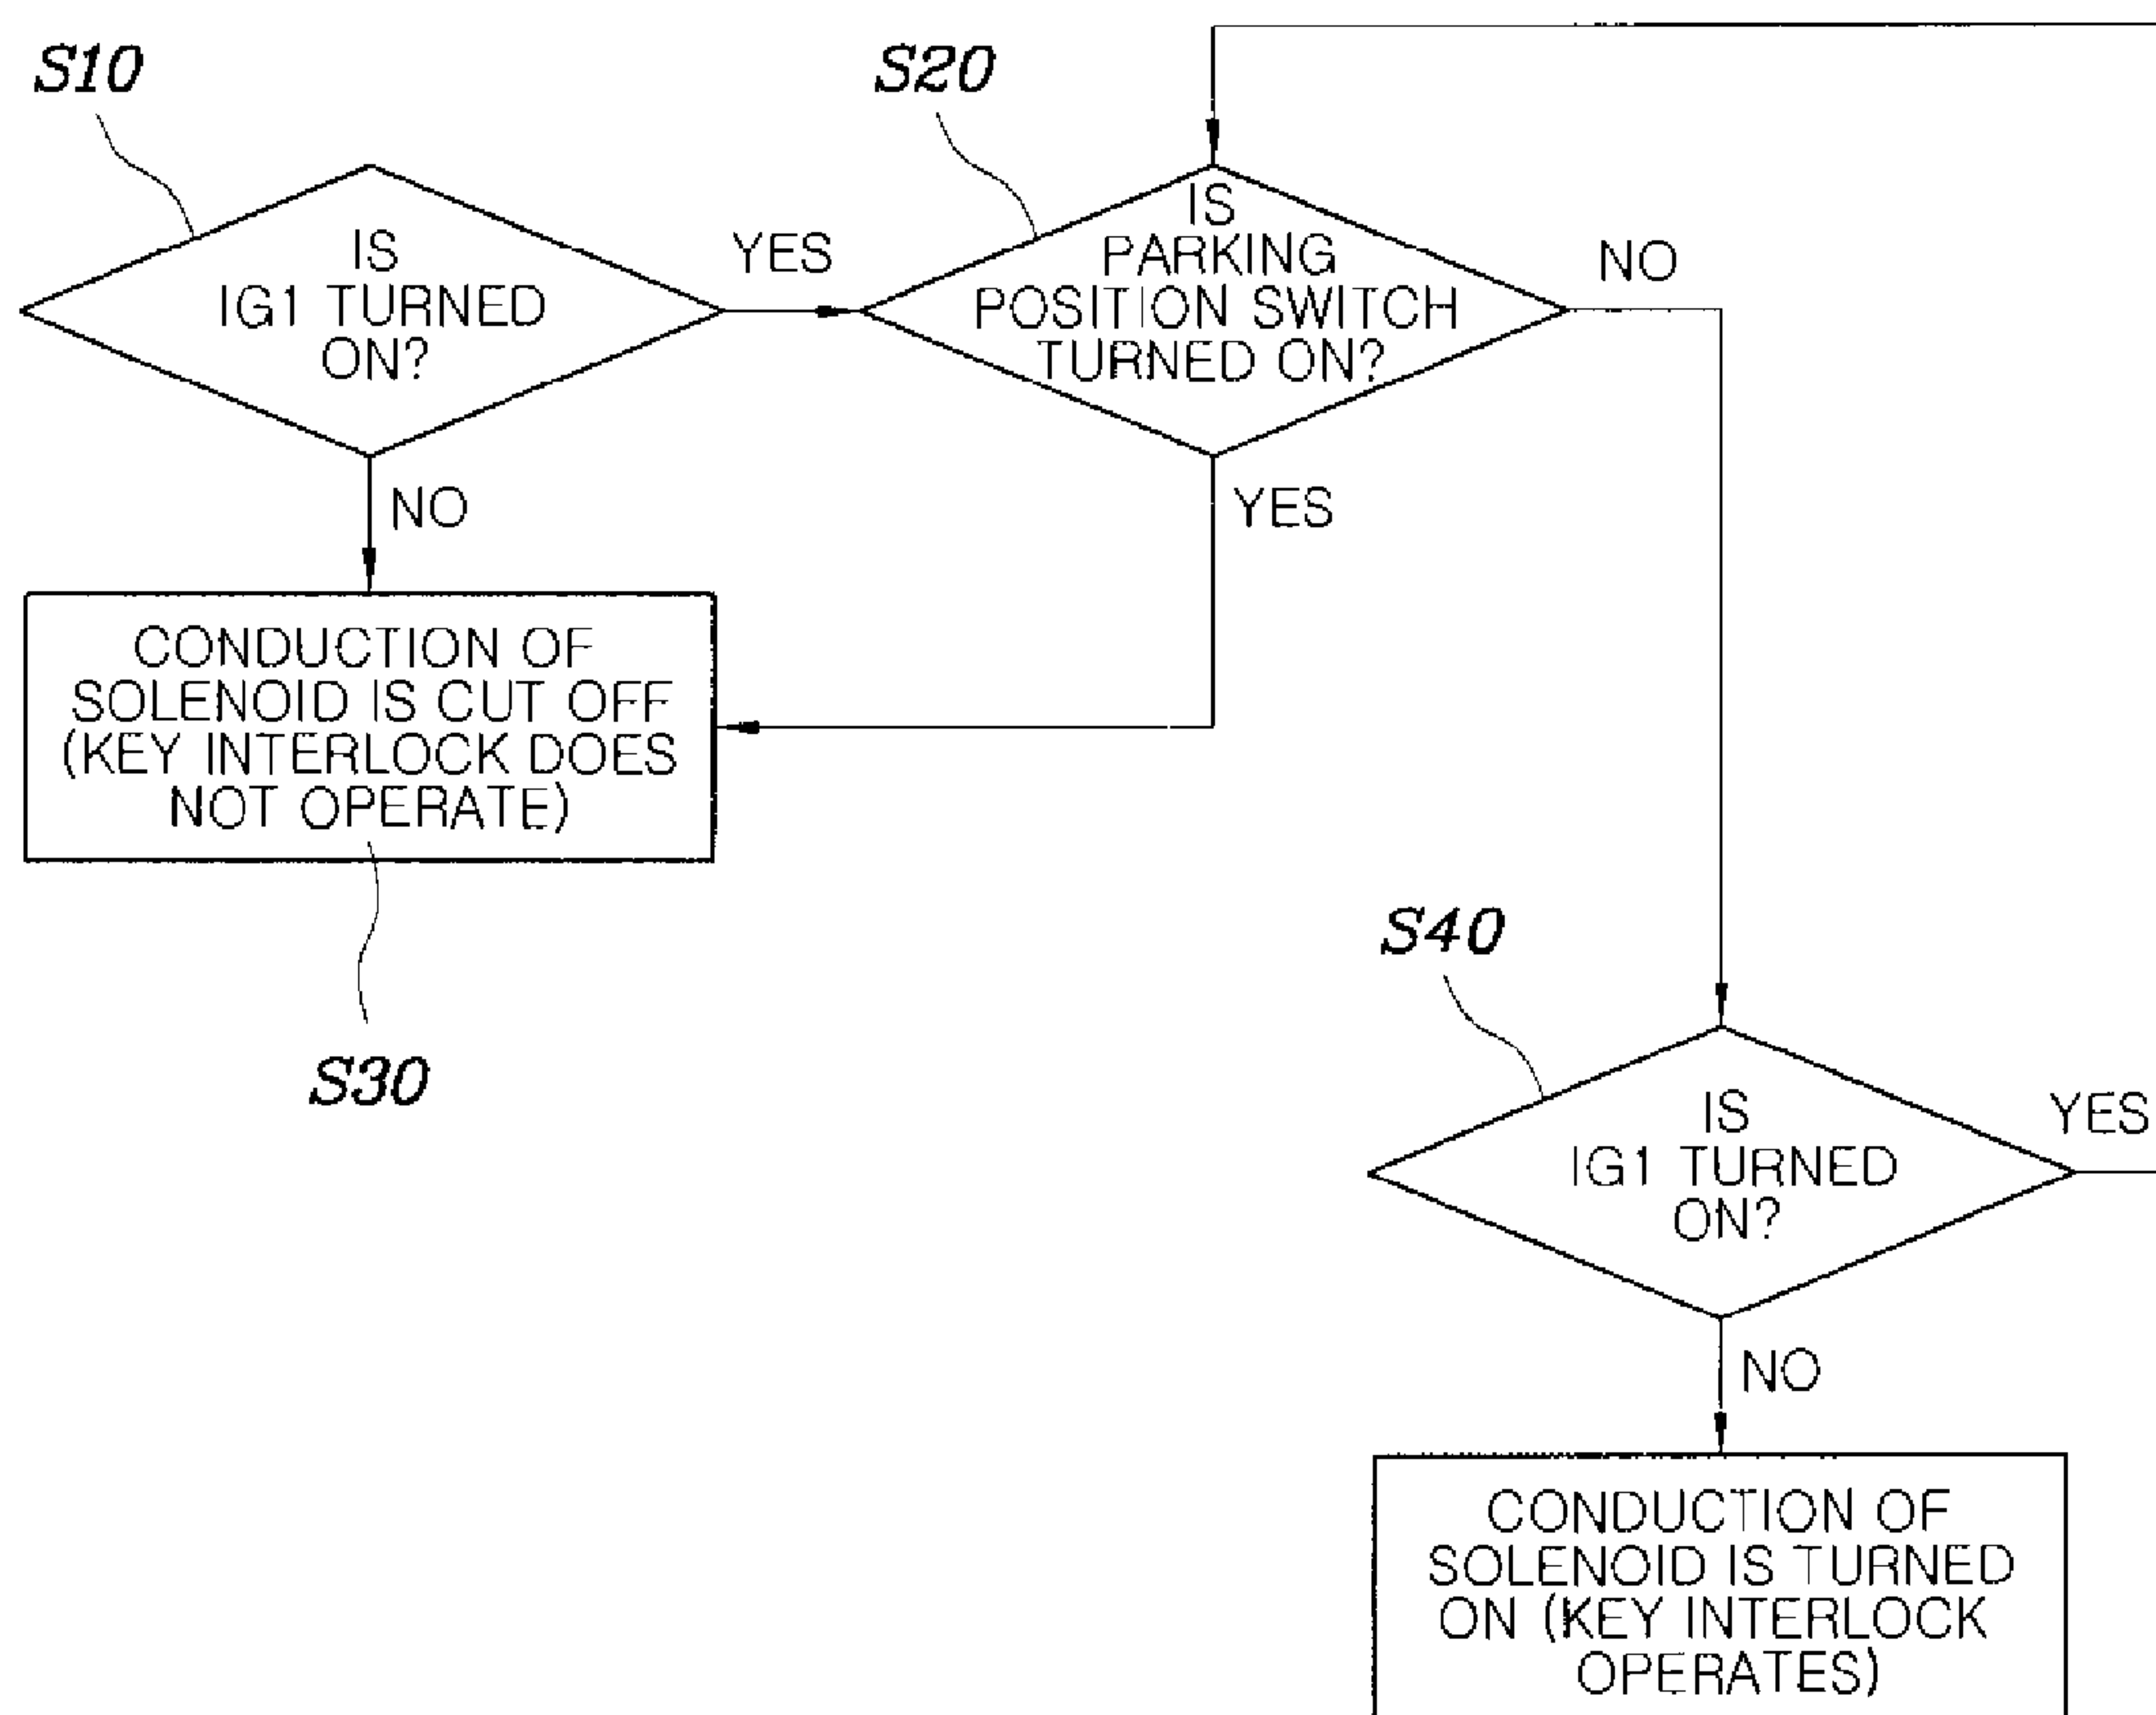 S10
IS
IG1 TURNED
ON?
YES
NO
S20
IS
PARKING
POSITION SWITCH
TURNED ON?
NO
YES
CONDUCTION OF
SOLENOID IS CUT OFF
(KEY INTERLOCK DOES
NOT OPERATE)
S30
S40
IS
IG1 TURNED
ON?
YES
NO
CONDUCTION OF
SOLENOID IS TURNED
ON (KEY INTERLOCK
OPERATES)